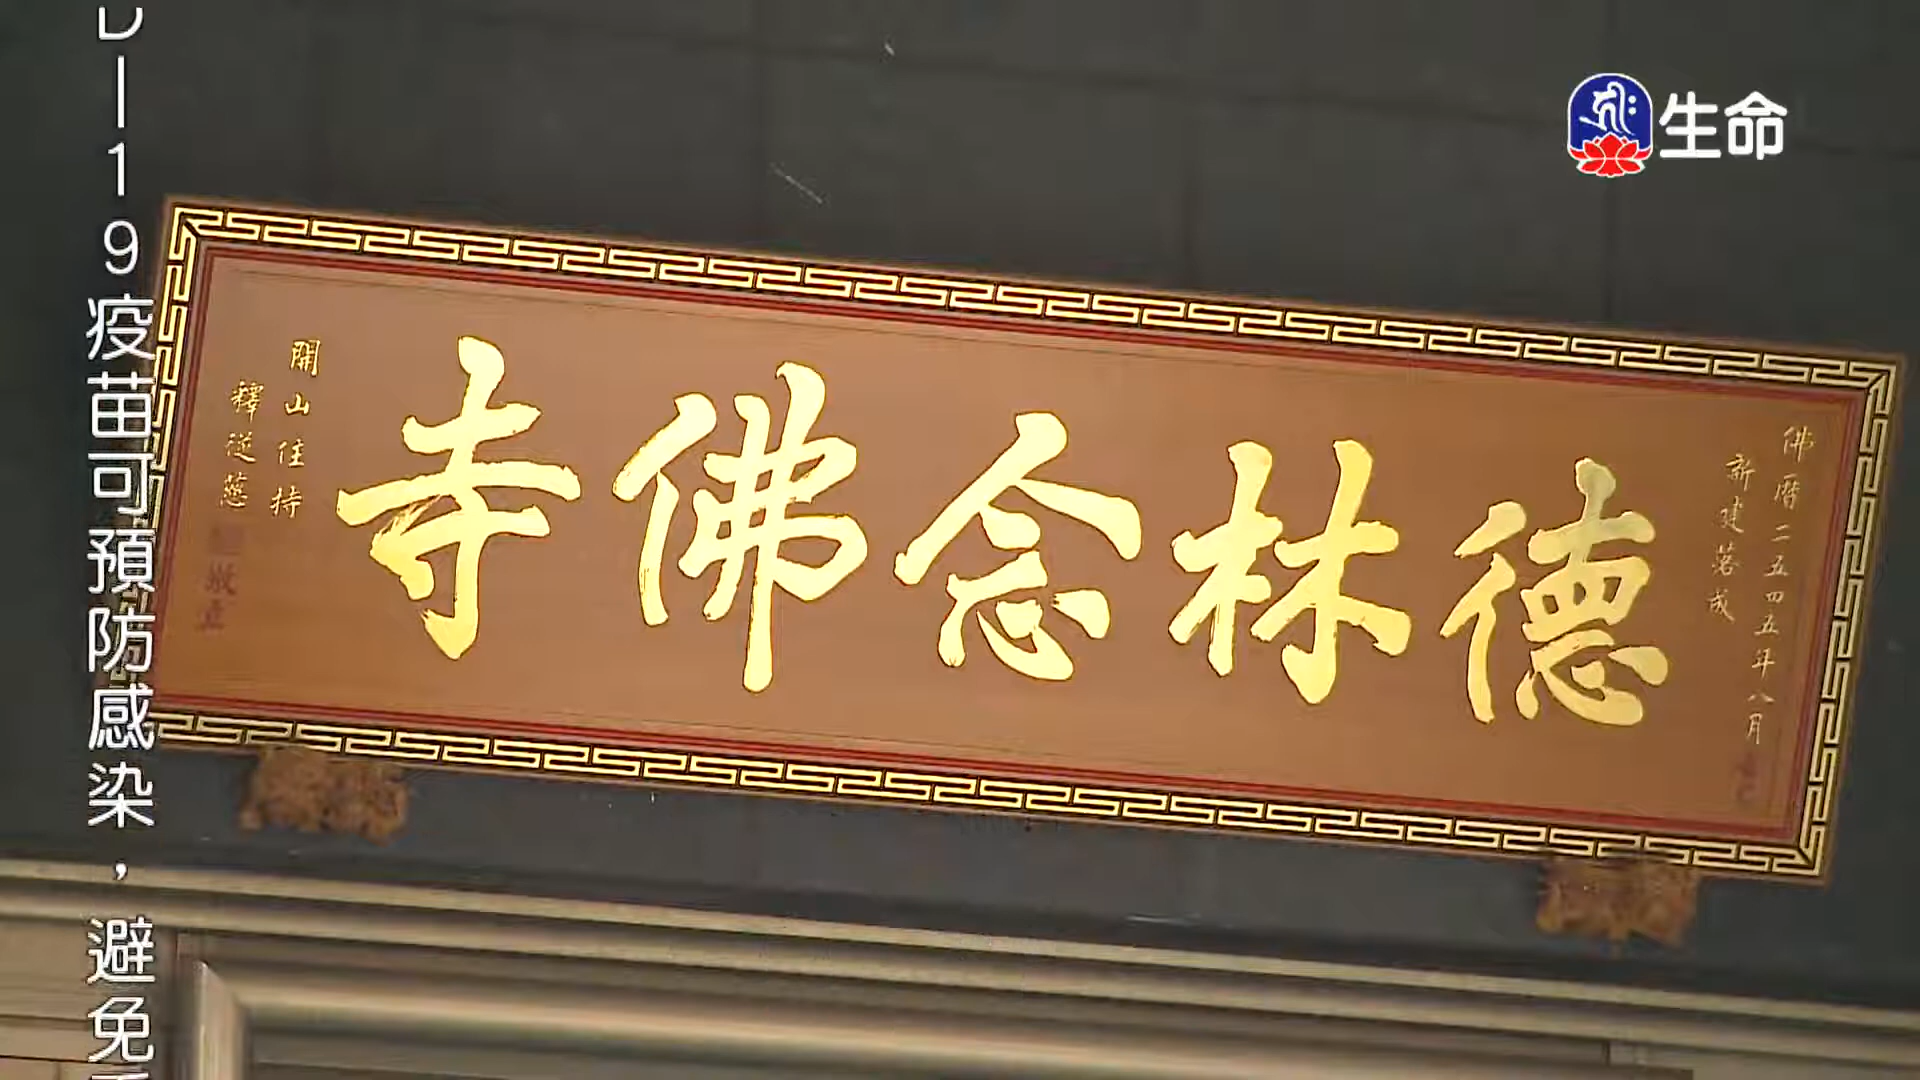 德林念佛寺
佛曆二五四五年八月
新建落成
開山住持
釋從慈
生命
—19疫苗可預防感染，避免